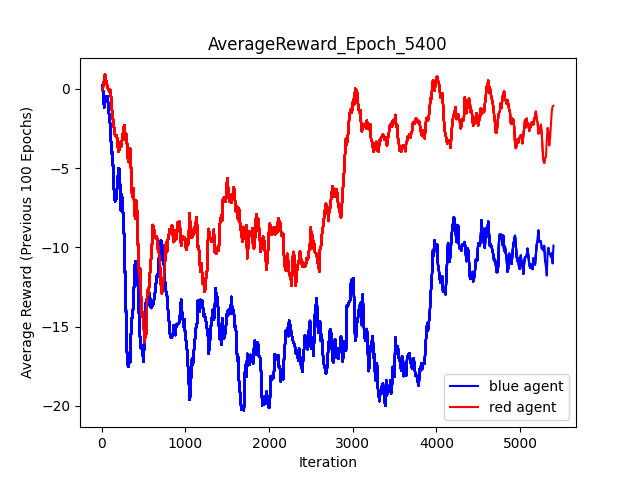 AverageReward_Epoch_5400
Average Reward (Previous 100 Epochs)
0
−5
−10
−15
−20
blue agent
red agent
0
1000
2000
3000
4000
5000
Iteration